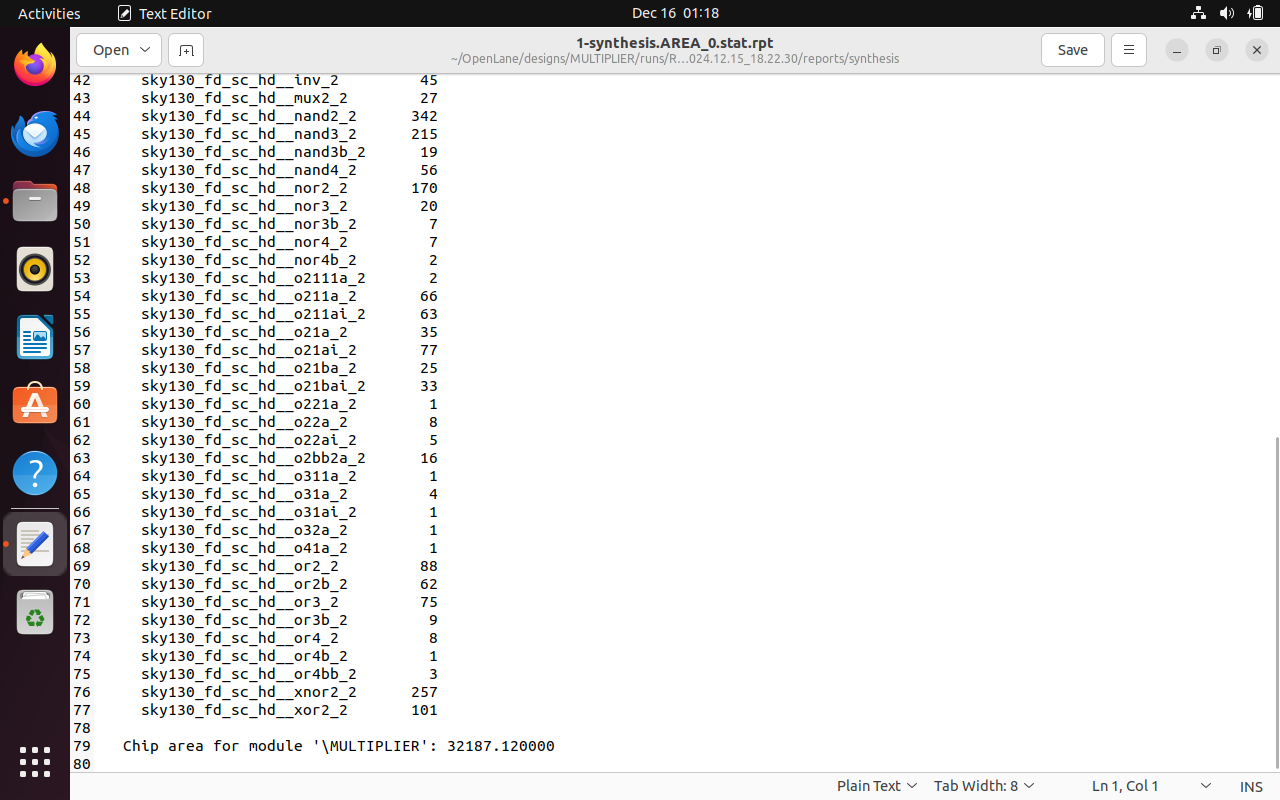 Activities Text Editor Dec 16 01:18
Open 1-synthesis.AREA_0.stat.rpt Save
~/OpenLane/designs/MULTIPLIER/runs/R…024.12.15_18.22.30/reports/synthesis
42 sky130_fd_sc_hd__inv_2 45
43 sky130_fd_sc_hd__mux2_2 27
44 sky130_fd_sc_hd__nand2_2 342
45 sky130_fd_sc_hd__nand3_2 215
46 sky130_fd_sc_hd__nand3b_2 19
47 sky130_fd_sc_hd__nand4_2 56
48 sky130_fd_sc_hd__nor2_2 170
49 sky130_fd_sc_hd__nor3_2 20
50 sky130_fd_sc_hd__nor3b_2 7
51 sky130_fd_sc_hd__nor4_2 7
52 sky130_fd_sc_hd__nor4b_2 2
53 sky130_fd_sc_hd__o2111a_2 2
54 sky130_fd_sc_hd__o211a_2 66
55 sky130_fd_sc_hd__o211ai_2 63
56 sky130_fd_sc_hd__o21a_2 35
57 sky130_fd_sc_hd__o21ai_2 77
58 sky130_fd_sc_hd__o21ba_2 25
59 sky130_fd_sc_hd__o21bai_2 33
60 sky130_fd_sc_hd__o221a_2 1
61 sky130_fd_sc_hd__o22a_2 8
62 sky130_fd_sc_hd__o22ai_2 5
63 sky130_fd_sc_hd__o2bb2a_2 16
64 sky130_fd_sc_hd__o311a_2 1
65 sky130_fd_sc_hd__o31a_2 4
66 sky130_fd_sc_hd__o31ai_2 1
67 sky130_fd_sc_hd__o32a_2 1
68 sky130_fd_sc_hd__o41a_2 1
69 sky130_fd_sc_hd__or2_2 88
70 sky130_fd_sc_hd__or2b_2 62
71 sky130_fd_sc_hd__or3_2 75
72 sky130_fd_sc_hd__or3b_2 9
73 sky130_fd_sc_hd__or4_2 8
74 sky130_fd_sc_hd__or4b_2 1
75 sky130_fd_sc_hd__or4bb_2 3
76 sky130_fd_sc_hd__xnor2_2 257
77 sky130_fd_sc_hd__xor2_2 101
78
79 Chip area for module '\MULTIPLIER': 32187.120000
80
Plain Text Tab Width: 8 Ln 1, Col 1 INS